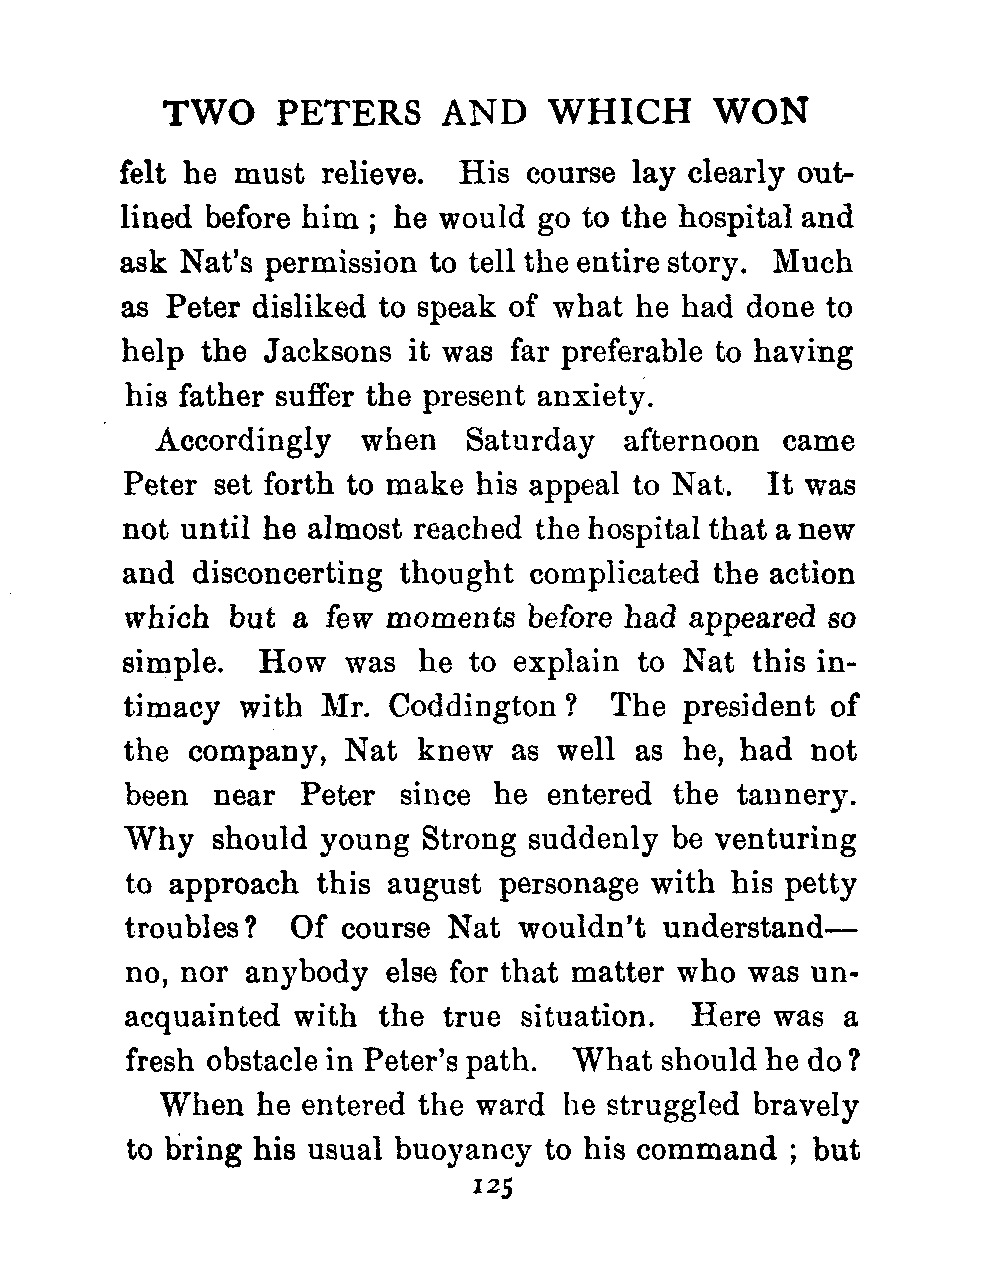 TWO PETERS AND WHICH WON
felt he must relieve. His course lay clearly out-
lined before him ; he would go to the hospital and
ask Nat's permission to tell the entire story. Much
as Peter disliked to speak of what he had done to
help the Jacksons it was far preferable to having
his father suffer the present anxiety.
Accordingly when Saturday afternoon came
Peter set forth to make his appeal to Nat. It was
not until he almost reached the hospital that a new
and disconcerting thought complicated the action
which but a few moments before had appeared so
simple. How was he to explain to Nat this in-
timacy with Mr. Coddington ? The president of
the company, Nat knew as well as he, had not
been near Peter since he entered the tannery.
Why should young Strong suddenly be venturing
to approach this august personage with his petty
troubles ? Of course Nat wouldn't understand—
no, nor anybody else for that matter who was un-
acquainted with the true situation. Here was a
fresh obstacle in Peter's path. What should he do ?
When he entered the ward he struggled bravely
to bring his usual buoyancy to his command ; but
125